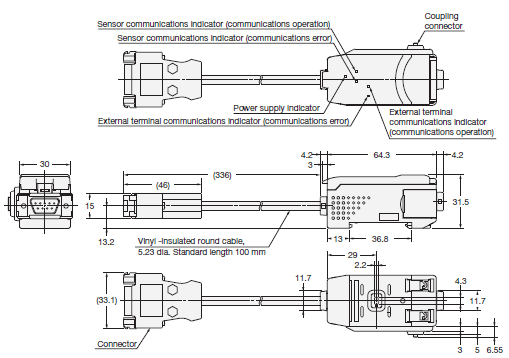 Sensor communications indicator (communications operation)
Sensor communications indicator (communications error)
Coupling
connector
Power supply indicator
External terminal communications indicator (communications error)
External terminal
communications indicator
(communications operation)
30
(336)
(46)
4.2
3
64.3
4.2
15
13.2
31.5
13
36.8
Vinyl -insulated round cable,
5.23 dia. Standard length 100 mm
29
2.2
11.7
4.3
(33.1)
11.7
Connector
3
5
6.55